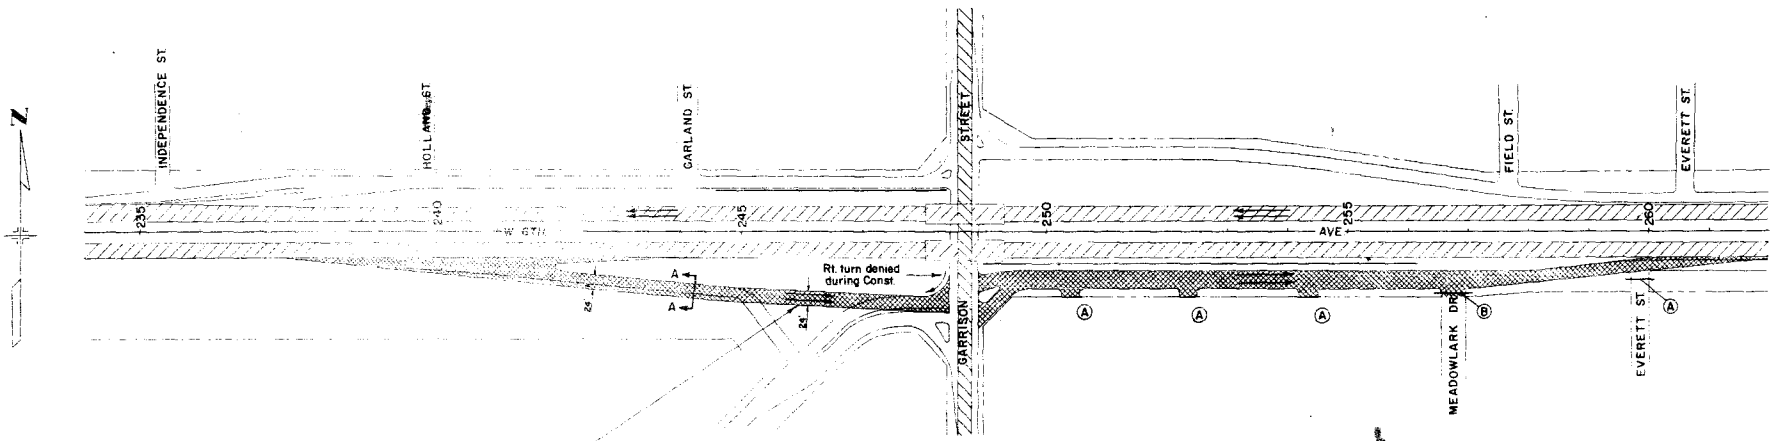 Z
INDEPENDENCE ST.
HOLLAND ST.
GARLAND ST.
STREET
FIELD ST.
EVERETT ST.
235
240
245
250
255
260
W. 6TH
AVE.
Rt. turn denied
during Const.
A
A
24'
24'
GARRISON
A
A
A
B
A
MEADOWLARK DR.
EVERETT ST.